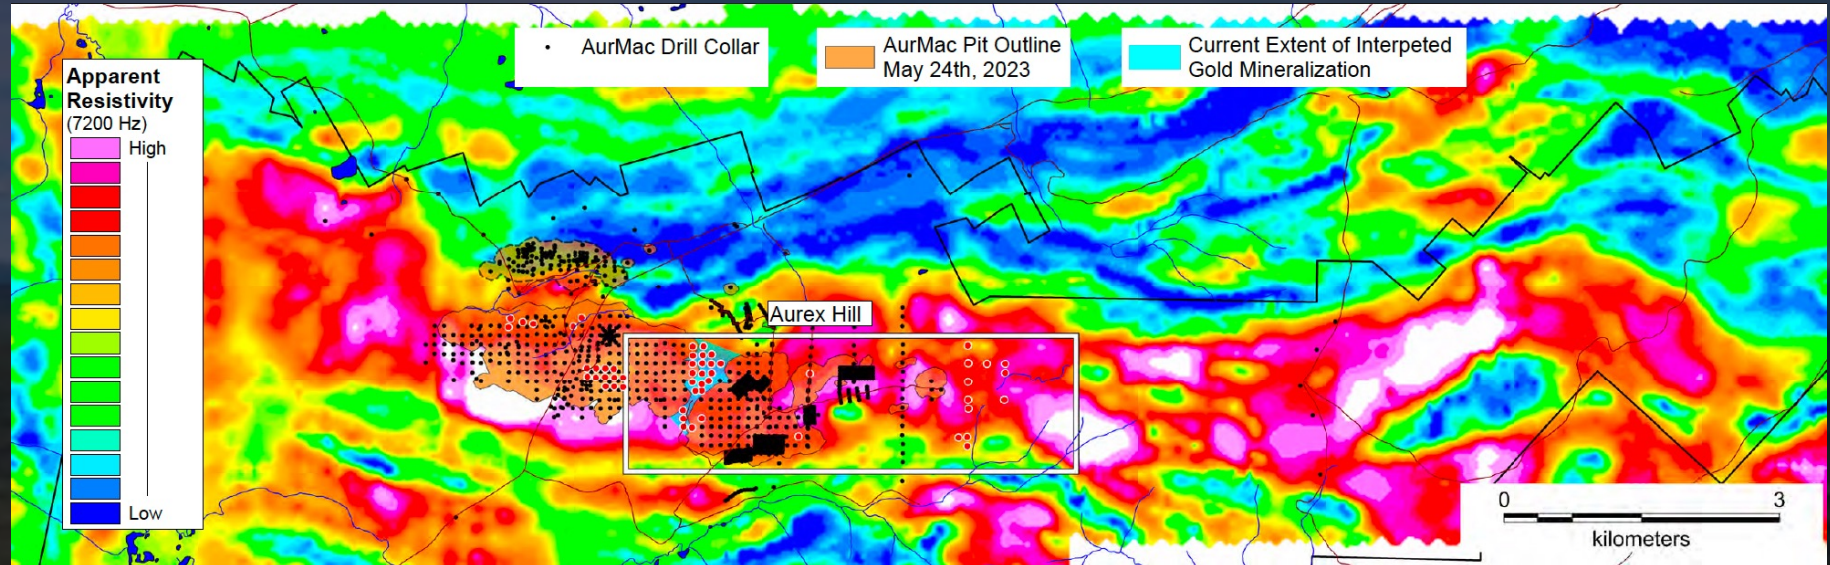 AurMac Drill Collar
AurMac Pit Outline
May 24th, 2023
Current Extent of Interpeted
Gold Mineralization
Apparent
Resistivity
(7200 Hz)
High
Low
Aurex Hill
0 3
kilometers